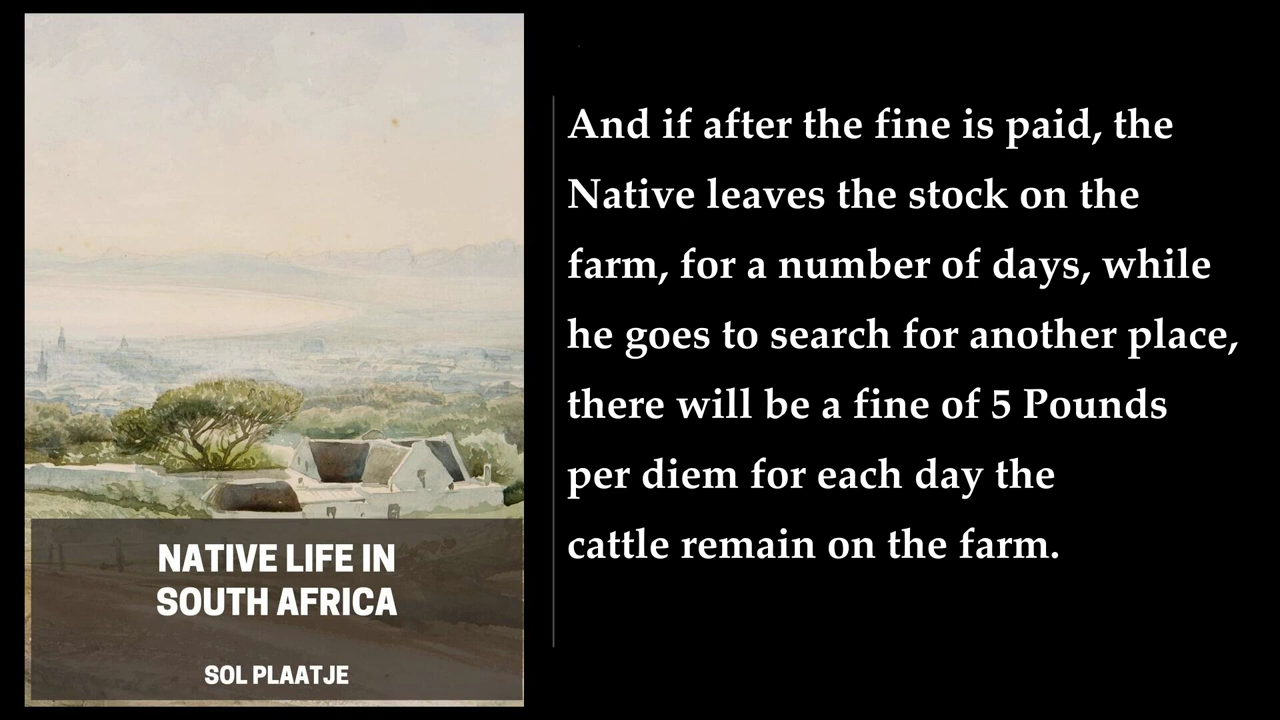 And if after the fine is paid, the
Native leaves the stock on the
farm, for a number of days, while
he goes to search for another place,
there will be a fine of 5 Pounds
per diem for each day the
cattle remain on the farm.
NATIVE LIFE IN
SOUTH AFRICA
SOL PLAATJE